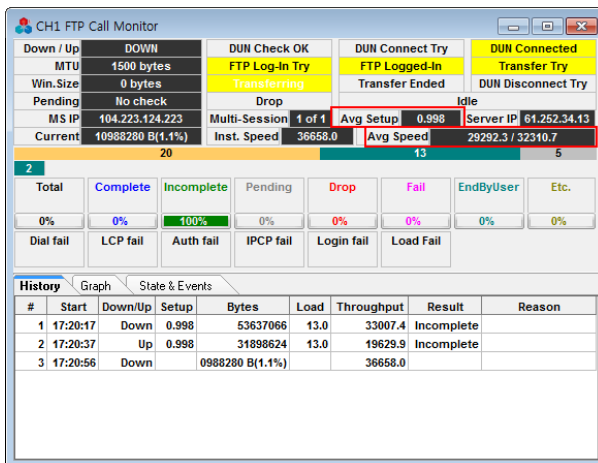 CH1 FTP Call Monitor
Down / Up DOWN DUN Check OK DUN Connect Try DUN Connected
MTU 1500 bytes FTP Log-In Try FTP Logged-In Transfer Try
Win.Size 0 bytes Transferring Transfer Ended DUN Disconnect Try
Pending No check Drop Idle
MS IP 104.223.124.223 Multi-Session 1 of 1 Avg Setup 0.998 Server IP 61.252.34.13
Current 10988280 B(1.1%) Inst. Speed 36658.0 Avg Speed 29292.3 / 32310.7
20 13 5
2
Total Complete Incomplete Pending Drop Fail EndByUser Etc.
0% 0% 100% 0% 0% 0% 0% 0%
Dial fail LCP fail Auth fail IPCP fail Login fail Load Fail
History Graph State & Events
# Start Down/Up Setup Bytes Load Throughput Result Reason
1 17:20:17 Down 0.998 53637066 13.0 33007.4 Incomplete
2 17:20:37 Up 0.998 31898624 13.0 19629.9 Incomplete
3 17:20:56 Down 0988280 B(1.1%) 36658.0